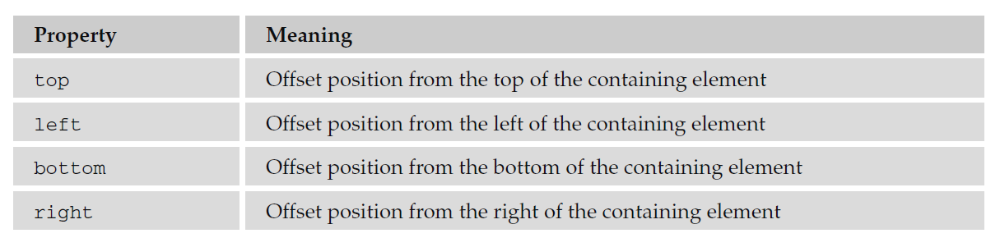 Property Meaning
top Offset position from the top of the containing element
left Offset position from the left of the containing element
bottom Offset position from the bottom of the containing element
right Offset position from the right of the containing element